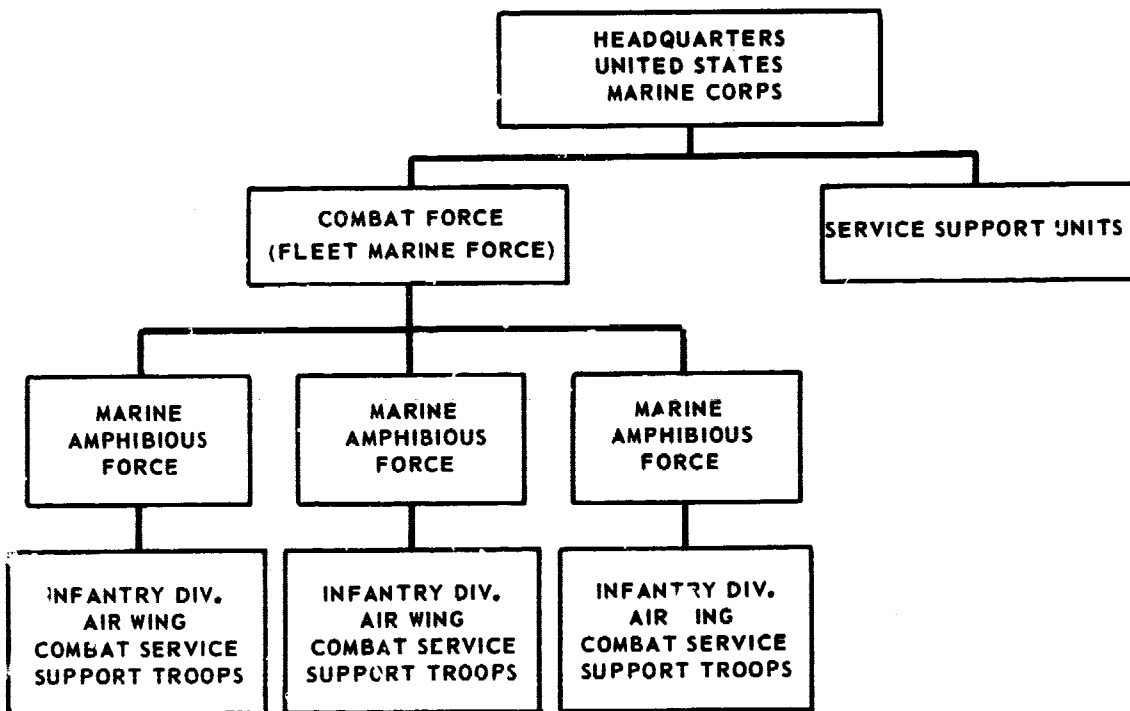 HEADQUARTERS
UNITED STATES
MARINE CORPS
COMBAT FORCE
(FLEET MARINE FORCE)
SERVICE SUPPORT UNITS
MARINE
AMPHIBIOUS
FORCE
MARINE
AMPHIBIOUS
FORCE
MARINE
AMPHIBIOUS
FORCE
INFANTRY DIV.
AIR WING
COMBAT SERVICE
SUPPORT TROOPS
INFANTRY DIV.
AIR WING
COMBAT SERVICE
SUPPORT TROOPS
INFANTRY DIV.
AIR ING
COMBAT SERVICE
SUPPORT TROOPS